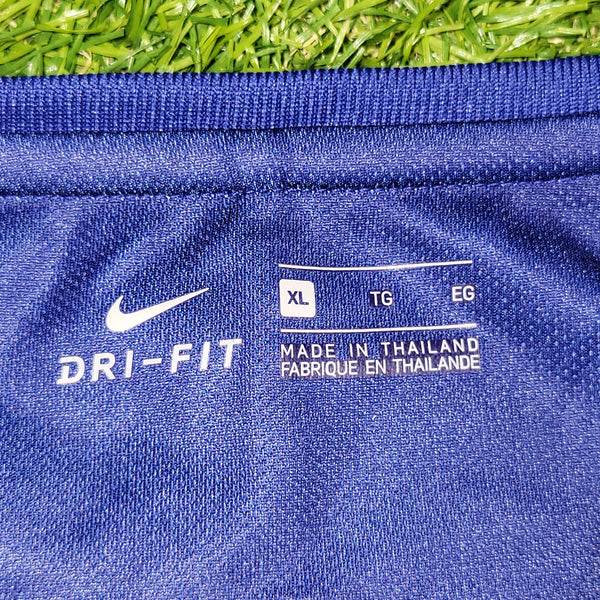 DRI-FIT
XL TG EG
MADE IN THAILAND
FABRIQUE EN THAILANDE